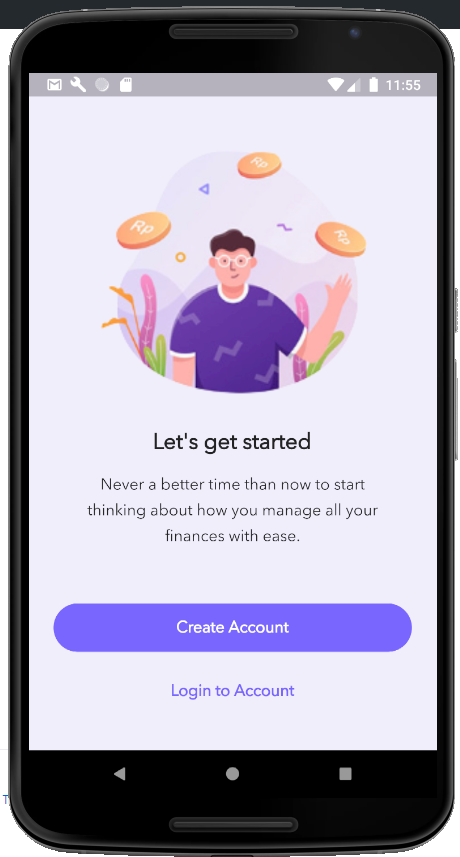 11:55
Rp
Rp
Rp
Let's get started
Never a better time than now to start
thinking about how you manage all your
finances with ease.
Create Account
Login to Account